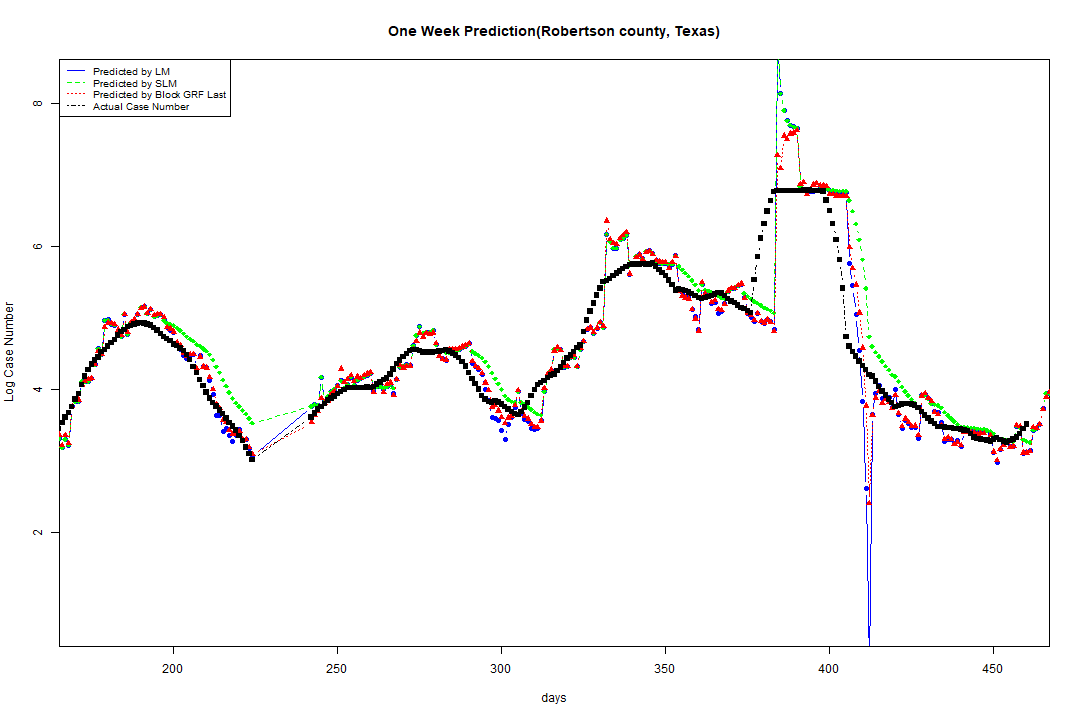 One Week Prediction(Robertson county, Texas)
Predicted by LM
Predicted by SLM
Predicted by Block GRF Last
Actual Case Number
8
6
4
2
Log Case Number
200 250 300 350 400 450
days